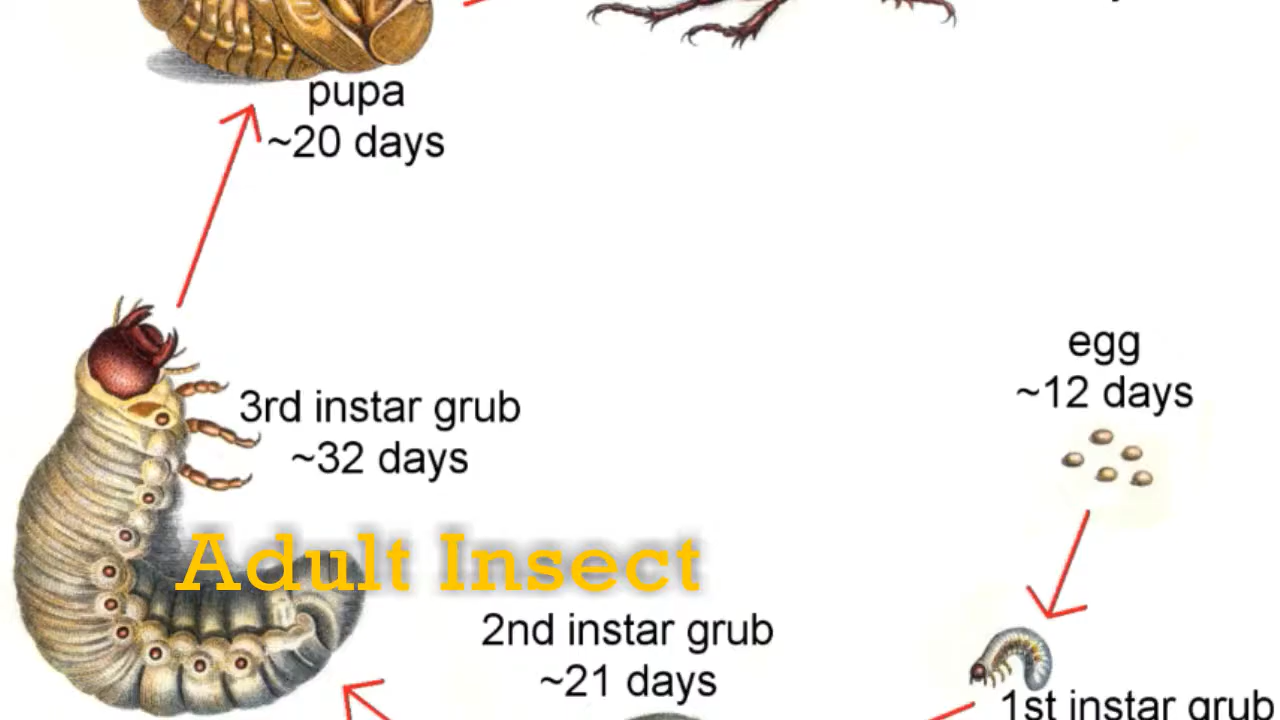 pupa
~20 days
egg
~12 days
3rd instar grub
~32 days
Adult Insect
2nd instar grub
~21 days
1st instar grub